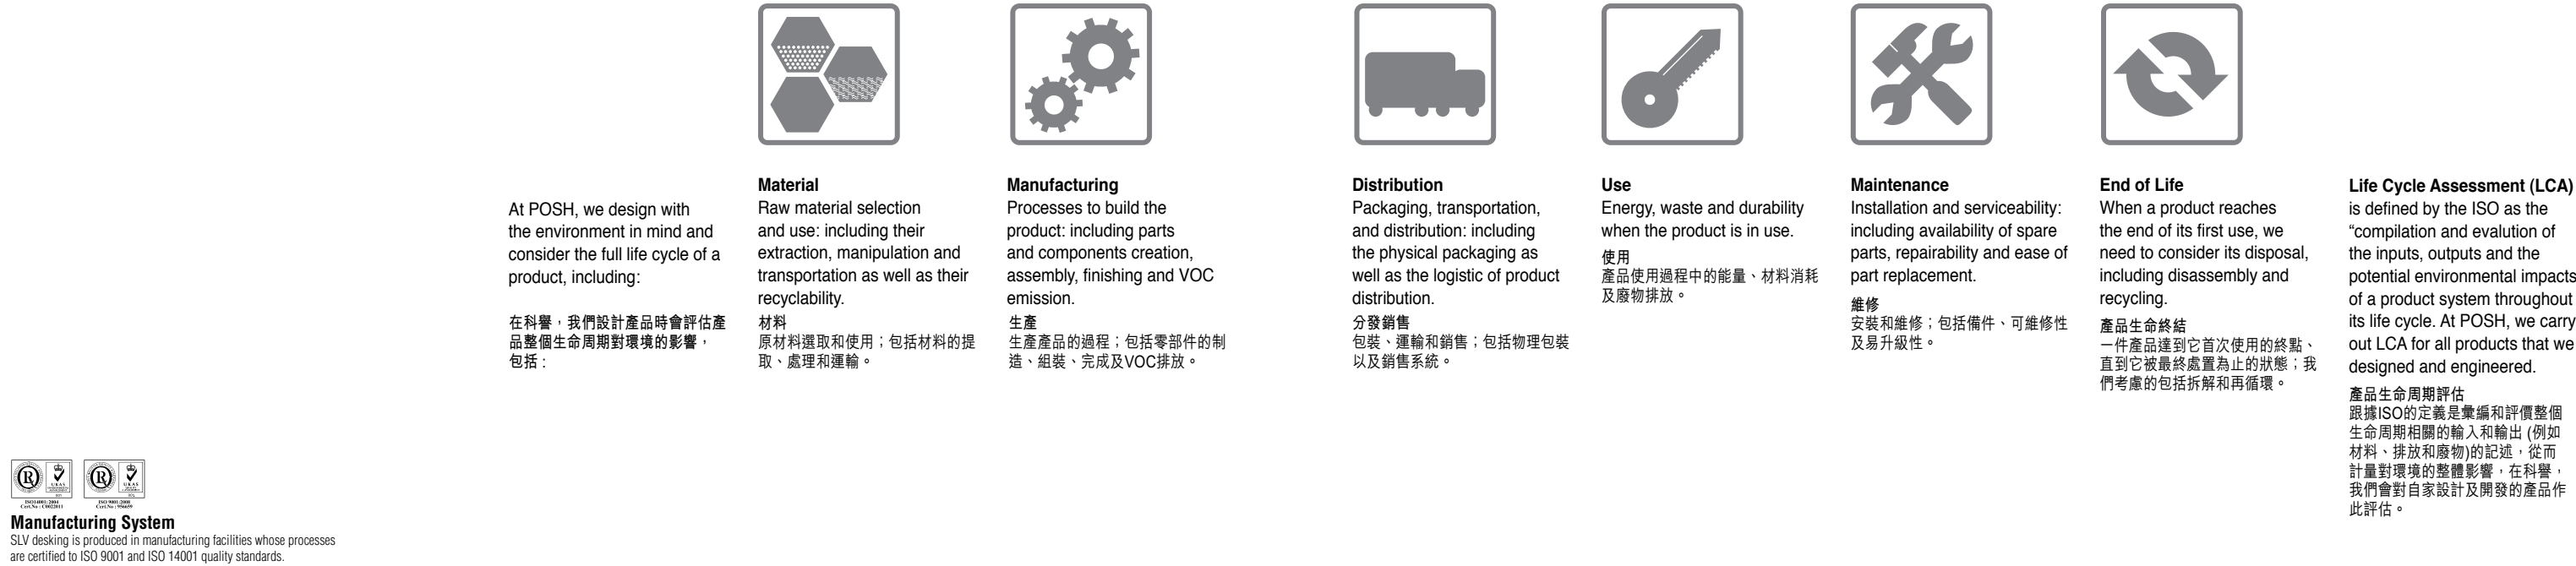 At POSH, we design with
the environment in mind and
consider the full life cycle of a
product, including:
在科譽，我們設計產品時會評估產
品整個生命周期對環境的影響，
包括：
Material
Raw material selection
and use: including their
extraction, manipulation and
transportation as well as their
recyclability.
材料
原材料選取和使用；包括材料的提
取、處理和運輸。
Manufacturing
Processes to build the
product: including parts
and components creation,
assembly, finishing and VOC
emission.
生產
生產產品的過程；包括零部件的制
造、組裝、完成及VOC排放。
Distribution
Packaging, transportation,
and distribution: including
the physical packaging as
well as the logistic of product
distribution.
分發銷售
包裝、運輸和銷售；包括物理包裝
以及銷售系統。
Use
Energy, waste and durability
when the product is in use.
使用
產品使用過程中的能量、材料消耗
及廢物排放。
Maintenance
Installation and serviceability:
including availability of spare
parts, repairability and ease of
part replacement.
維修
安裝和維修；包括備件、可維修性
及易升級性。
End of Life
When a product reaches
the end of its first use, we
need to consider its disposal,
including disassembly and
recycling.
產品生命終結
一件產品達到它首次使用的終點、
直到它被最終處置為止的狀態；我
們考慮的包括拆解和再循環。
Life Cycle Assessment (LCA)
is defined by the ISO as the
“compilation and evalution of
the inputs, outputs and the
potential environmental impacts
of a product system throughout
its life cycle. At POSH, we carry
out LCA for all products that we
designed and engineered.
產品生命周期評估
跟據ISO的定義是彙編和評價整個
生命周期相關的輸入和輸出 (例如
材料、排放和廢物)的記述，從而
計量對環境的整體影響，在科譽，
我們會對自家設計及開發的產品作
此評估。
R UKAS
ISO14001:2004
Cert.No : C0022011
R UKAS
ISO 9001:2008
Cert.No : 956659
Manufacturing System
SLV desking is produced in manufacturing facilities whose processes
are certified to ISO 9001 and ISO 14001 quality standards.